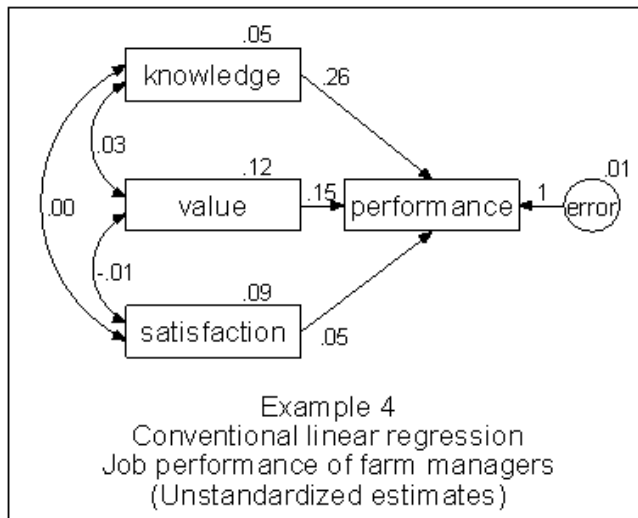 .05
knowledge
.26
.03
.12
.01
.00
value
.15
performance
1
error
-.01
.09
satisfaction
.05
Example 4
Conventional linear regression
Job performance of farm managers
(Unstandardized estimates)